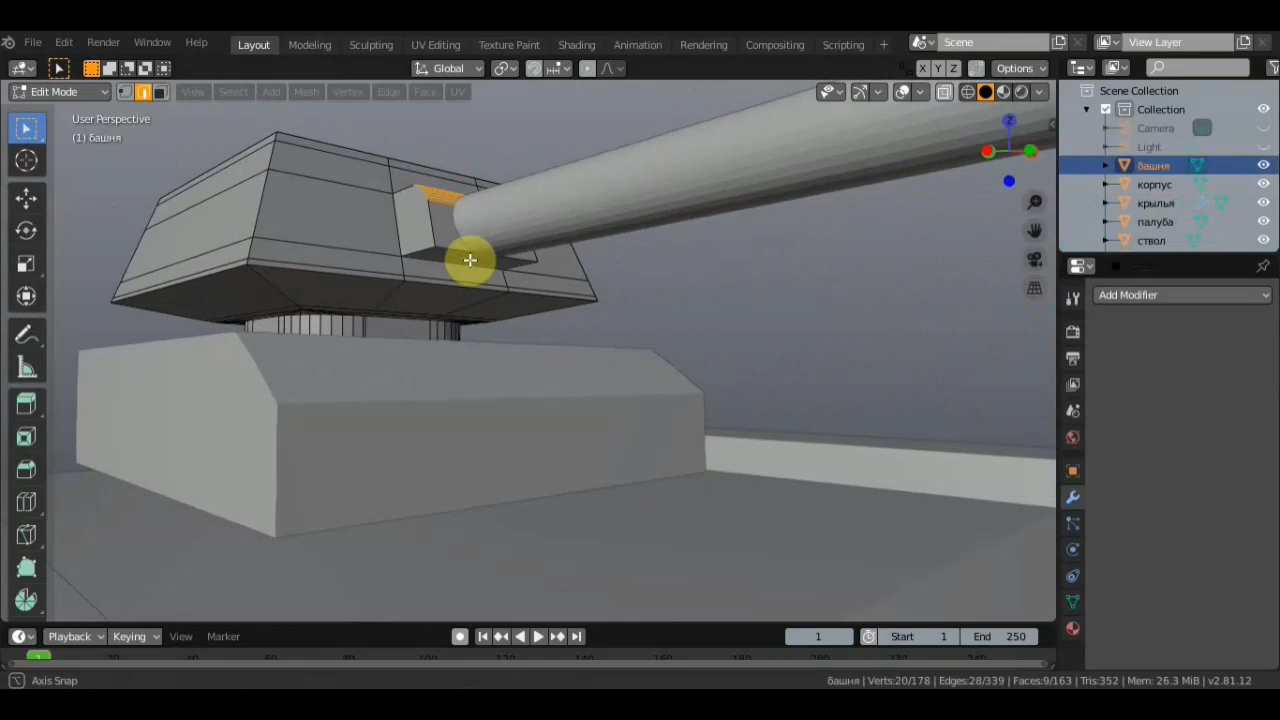 File Edit Render Window Help Layout Modeling Sculpting UV Editing Texture Paint Shading Animation Rendering Compositing Scripting + Scene View Layer
Global X Y Z Options
Edit Mode View Select Add Mesh Vertex Edge Face UV
User Perspective
(1) башня
Z
Scene Collection
Collection
Camera
Light
башня
корпус
крылья
палуба
ствол
Add Modifier
Playback Keying View Marker 1 Start 1 End 250
Axis Snap башня | Verts:20/178 | Edges:28/339 | Faces:9/163 | Tris:352 | Mem: 26.3 MiB | v2.81.12